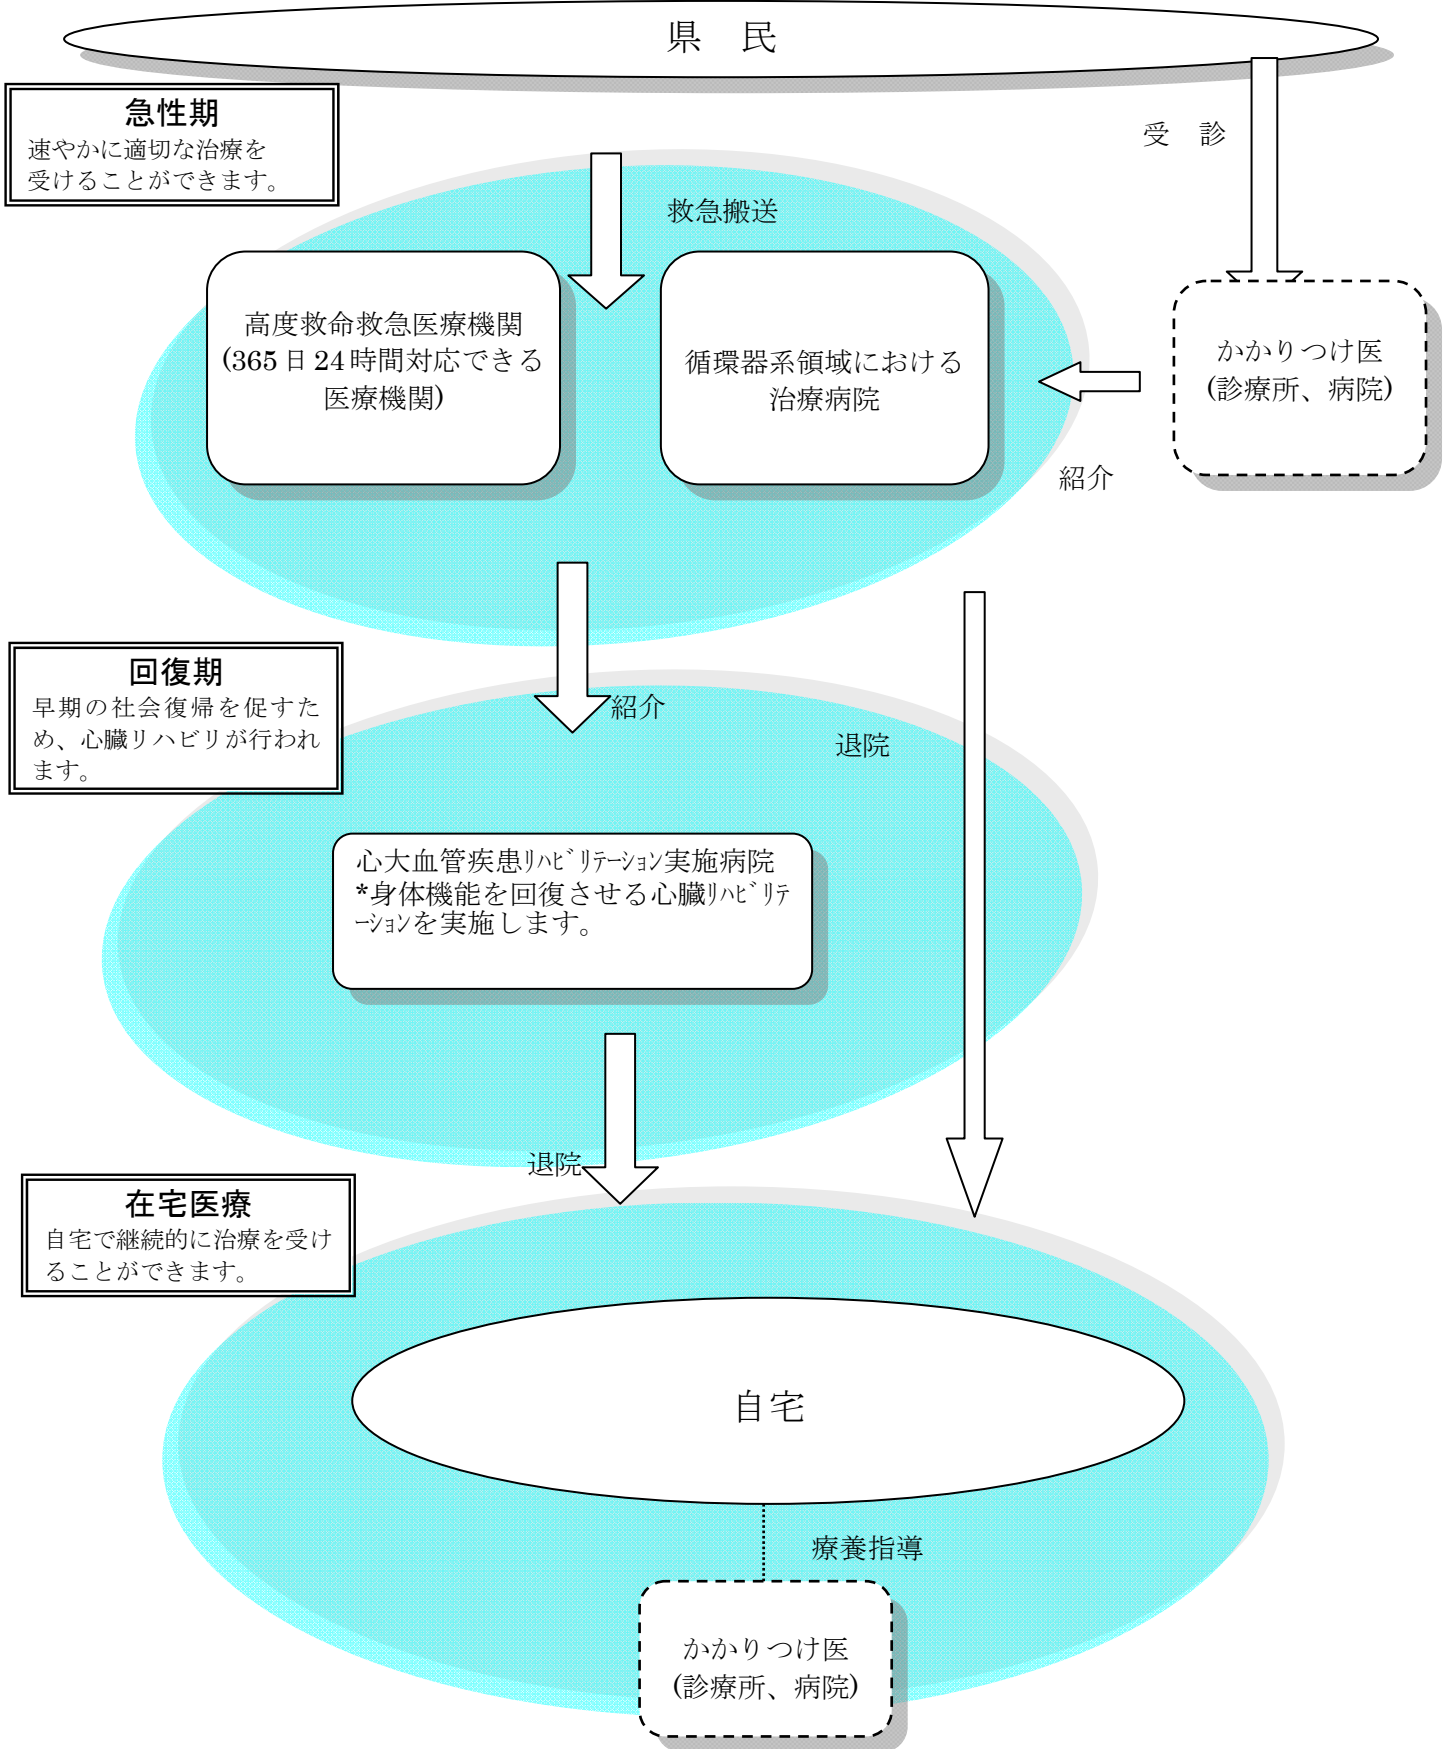 県　民
急性期
速やかに適切な治療を
受けることができます。
受　診
救急搬送
高度救命救急医療機関
(365日24時間対応できる
医療機関)
循環器系領域における
治療病院
かかりつけ医
(診療所、病院)
紹介
回復期
早期の社会復帰を促すた
め、心臓リハビリが行われ
ます。
紹介
退院
心大血管疾患ﾘﾊﾋﾞﾘﾃｰｼｮﾝ実施病院
*身体機能を回復させる心臓ﾘﾊﾋﾞﾘﾃ
ｰｼｮﾝを実施します。
退院
在宅医療
自宅で継続的に治療を受け
ることができます。
自宅
療養指導
かかりつけ医
(診療所、病院)